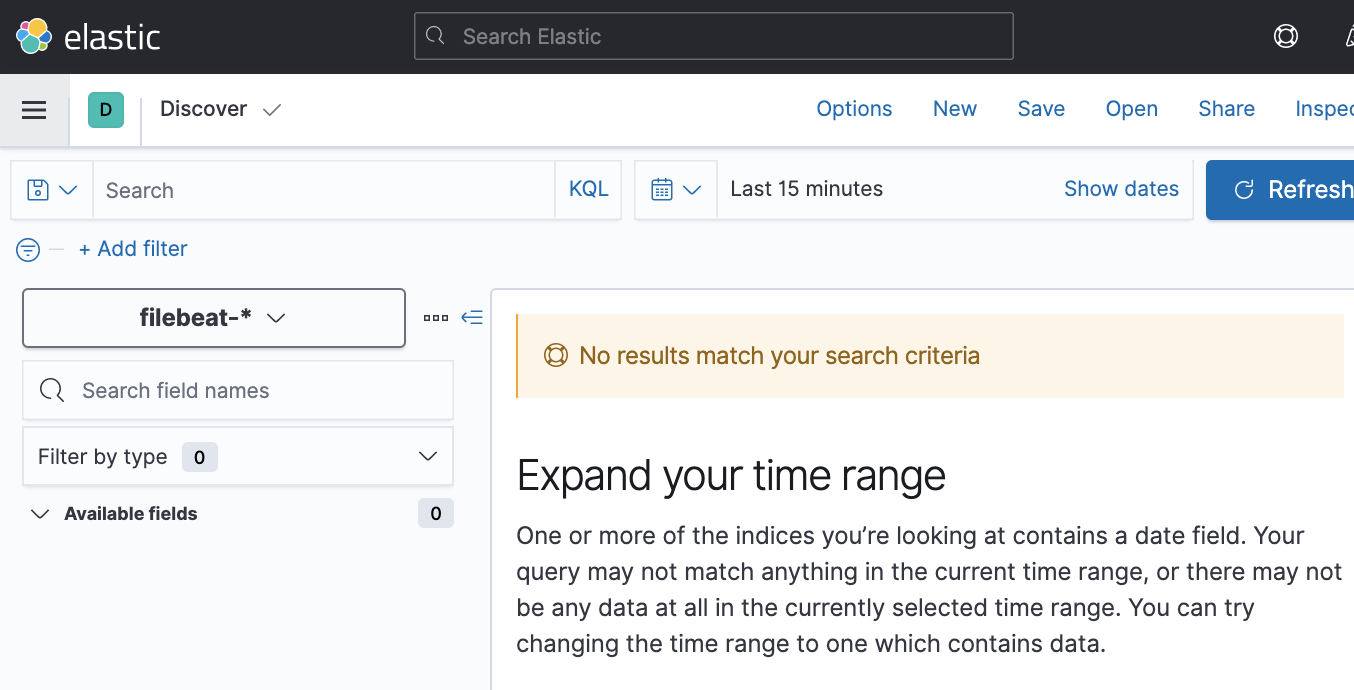 elastic
Search Elastic
D
Discover
Options
New
Save
Open
Share
Inspec
Search
KQL
Last 15 minutes
Show dates
Refresh
+ Add filter
filebeat-*
Search field names
Filter by type 0
Available fields 0
No results match your search criteria
Expand your time range
One or more of the indices you’re looking at contains a date field. Your
query may not match anything in the current time range, or there may not
be any data at all in the currently selected time range. You can try
changing the time range to one which contains data.